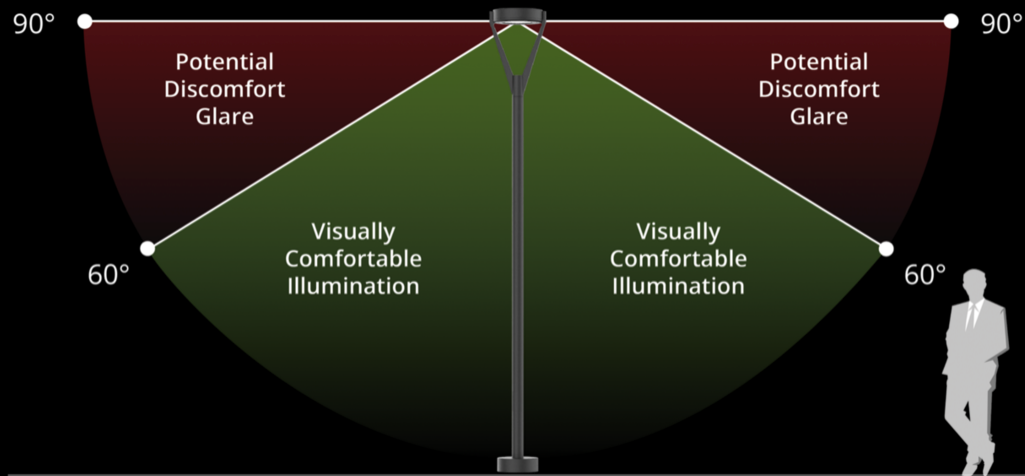 90°
90°
Potential
Discomfort
Glare
Potential
Discomfort
Glare
Visually
Comfortable
Illumination
Visually
Comfortable
Illumination
60°
60°